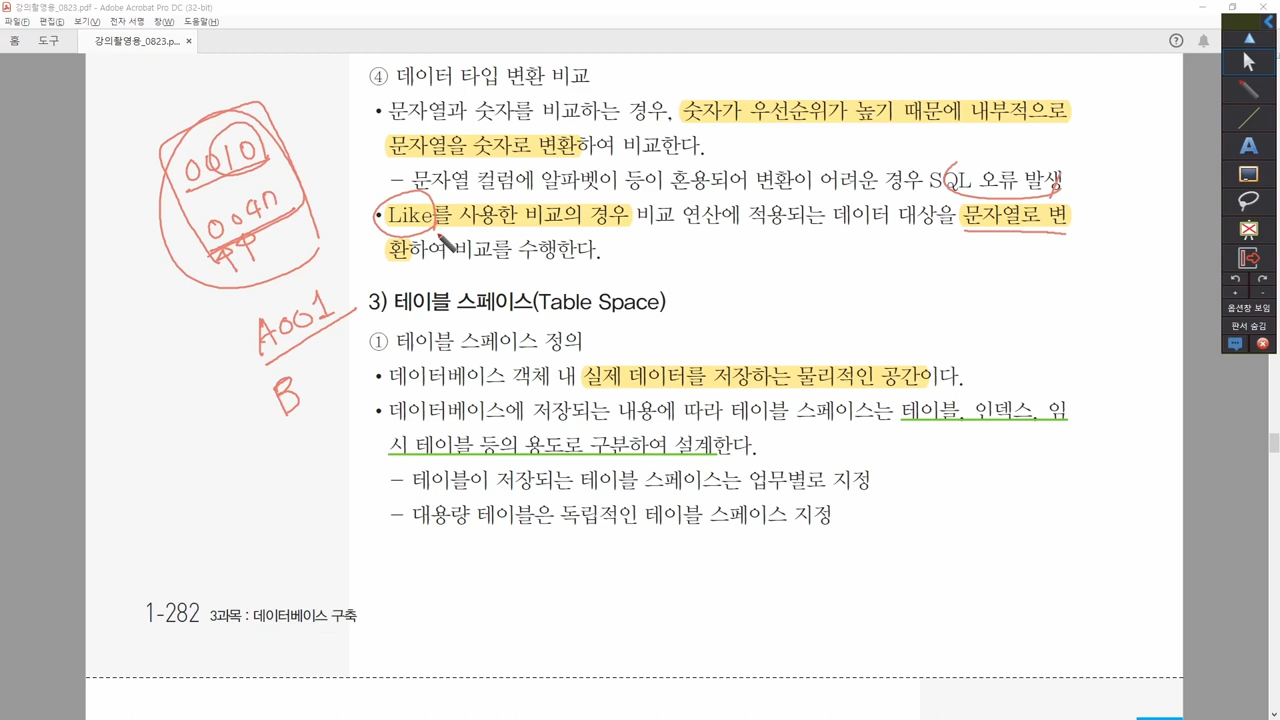 강의촬영용_0823.pdf - Adobe Acrobat Pro DC (32-bit)
파일(F) 편집(E) 보기(V) 전자 서명 창(W) 도움말(H)
홈 도구 강의촬영용_0823.p... ×
④ 데이터 타입 변환 비교
• 문자열과 숫자를 비교하는 경우, 숫자가 우선순위가 높기 때문에 내부적으로
문자열을 숫자로 변환하여 비교한다.
- 문자열 컬럼에 알파벳이 등이 혼용되어 변환이 어려운 경우 SQL 오류 발생
• Like를 사용한 비교의 경우 비교 연산에 적용되는 데이터 대상을 문자열로 변
환하여 비교를 수행한다.
0010
004n
A001
B
3) 테이블 스페이스(Table Space)
① 테이블 스페이스 정의
• 데이터베이스 객체 내 실제 데이터를 저장하는 물리적인 공간이다.
• 데이터베이스에 저장되는 내용에 따라 테이블 스페이스는 테이블, 인덱스, 임
시 테이블 등의 용도로 구분하여 설계한다.
- 테이블이 저장되는 테이블 스페이스는 업무별로 지정
- 대용량 테이블은 독립적인 테이블 스페이스 지정
1-282 3과목 : 데이터베이스 구축
A
+ -
옵션창 보임
판서 숨김